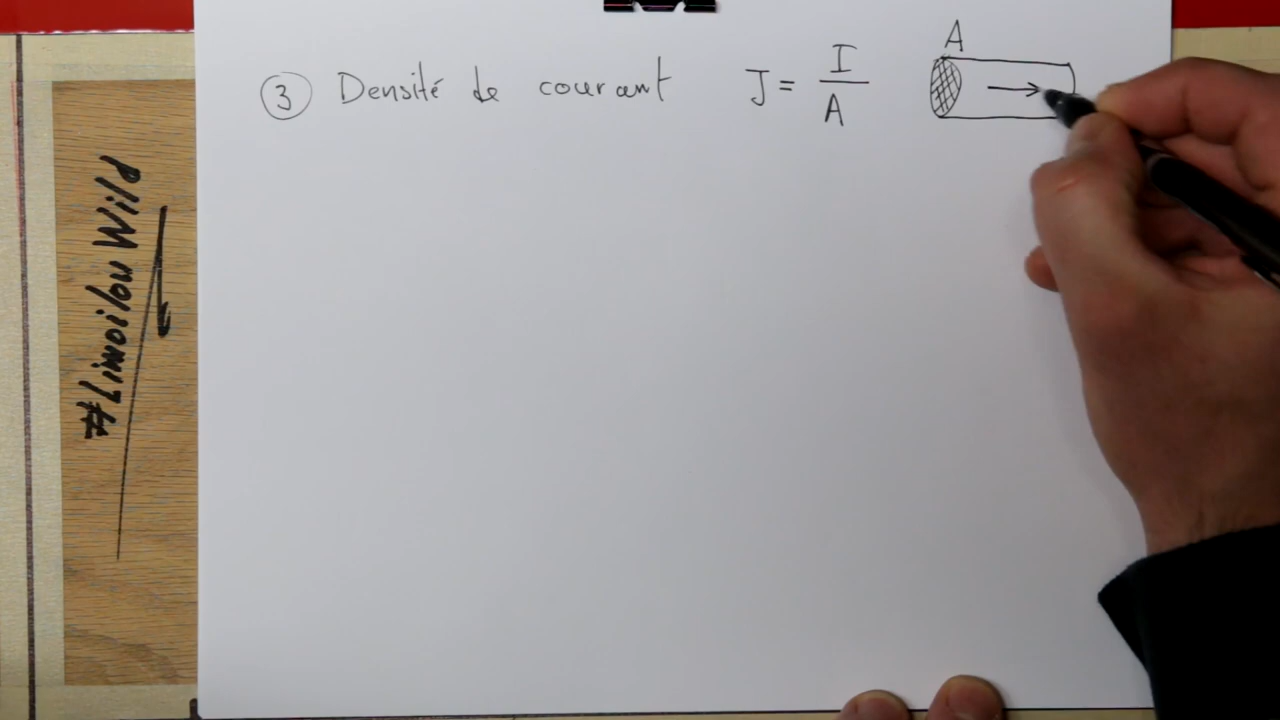 ③ Densité de courant J = I / A A
#Limoilou Wild